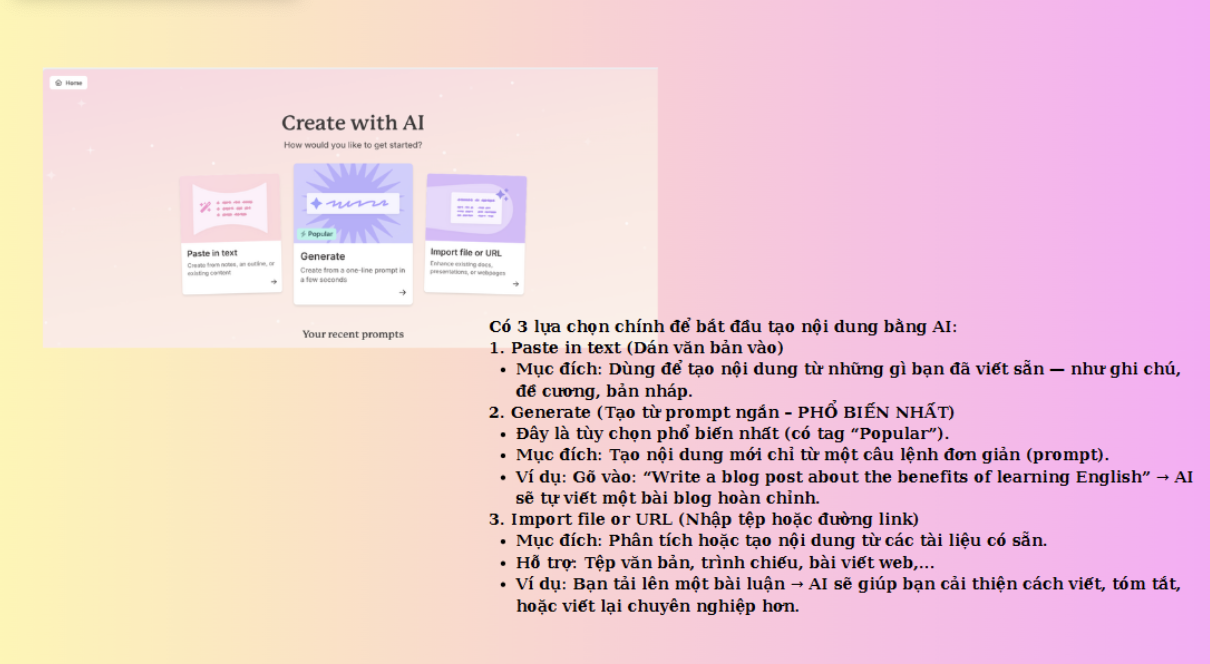 Home
Create with AI
How would you like to get started?
Popular
Paste in text
Create from notes, an outline, or
existing content
Generate
Create from a one-line prompt in
a few seconds
Import file or URL
Enhance existing docs,
presentations, or webpages
Your recent prompts
Có 3 lựa chọn chính để bắt đầu tạo nội dung bằng AI:
1. Paste in text (Dán văn bản vào)
• Mục đích: Dùng để tạo nội dung từ những gì bạn đã viết sẵn — như ghi chú,
đề cương, bản nháp.
2. Generate (Tạo từ prompt ngắn – PHỔ BIẾN NHẤT)
• Đây là tùy chọn phổ biến nhất (có tag “Popular”).
• Mục đích: Tạo nội dung mới chỉ từ một câu lệnh đơn giản (prompt).
• Ví dụ: Gõ vào: “Write a blog post about the benefits of learning English” → AI
sẽ tự viết một bài blog hoàn chỉnh.
3. Import file or URL (Nhập tệp hoặc đường link)
• Mục đích: Phân tích hoặc tạo nội dung từ các tài liệu có sẵn.
• Hỗ trợ: Tệp văn bản, trình chiếu, bài viết web,...
• Ví dụ: Bạn tải lên một bài luận → AI sẽ giúp bạn cải thiện cách viết, tóm tắt,
hoặc viết lại chuyên nghiệp hơn.